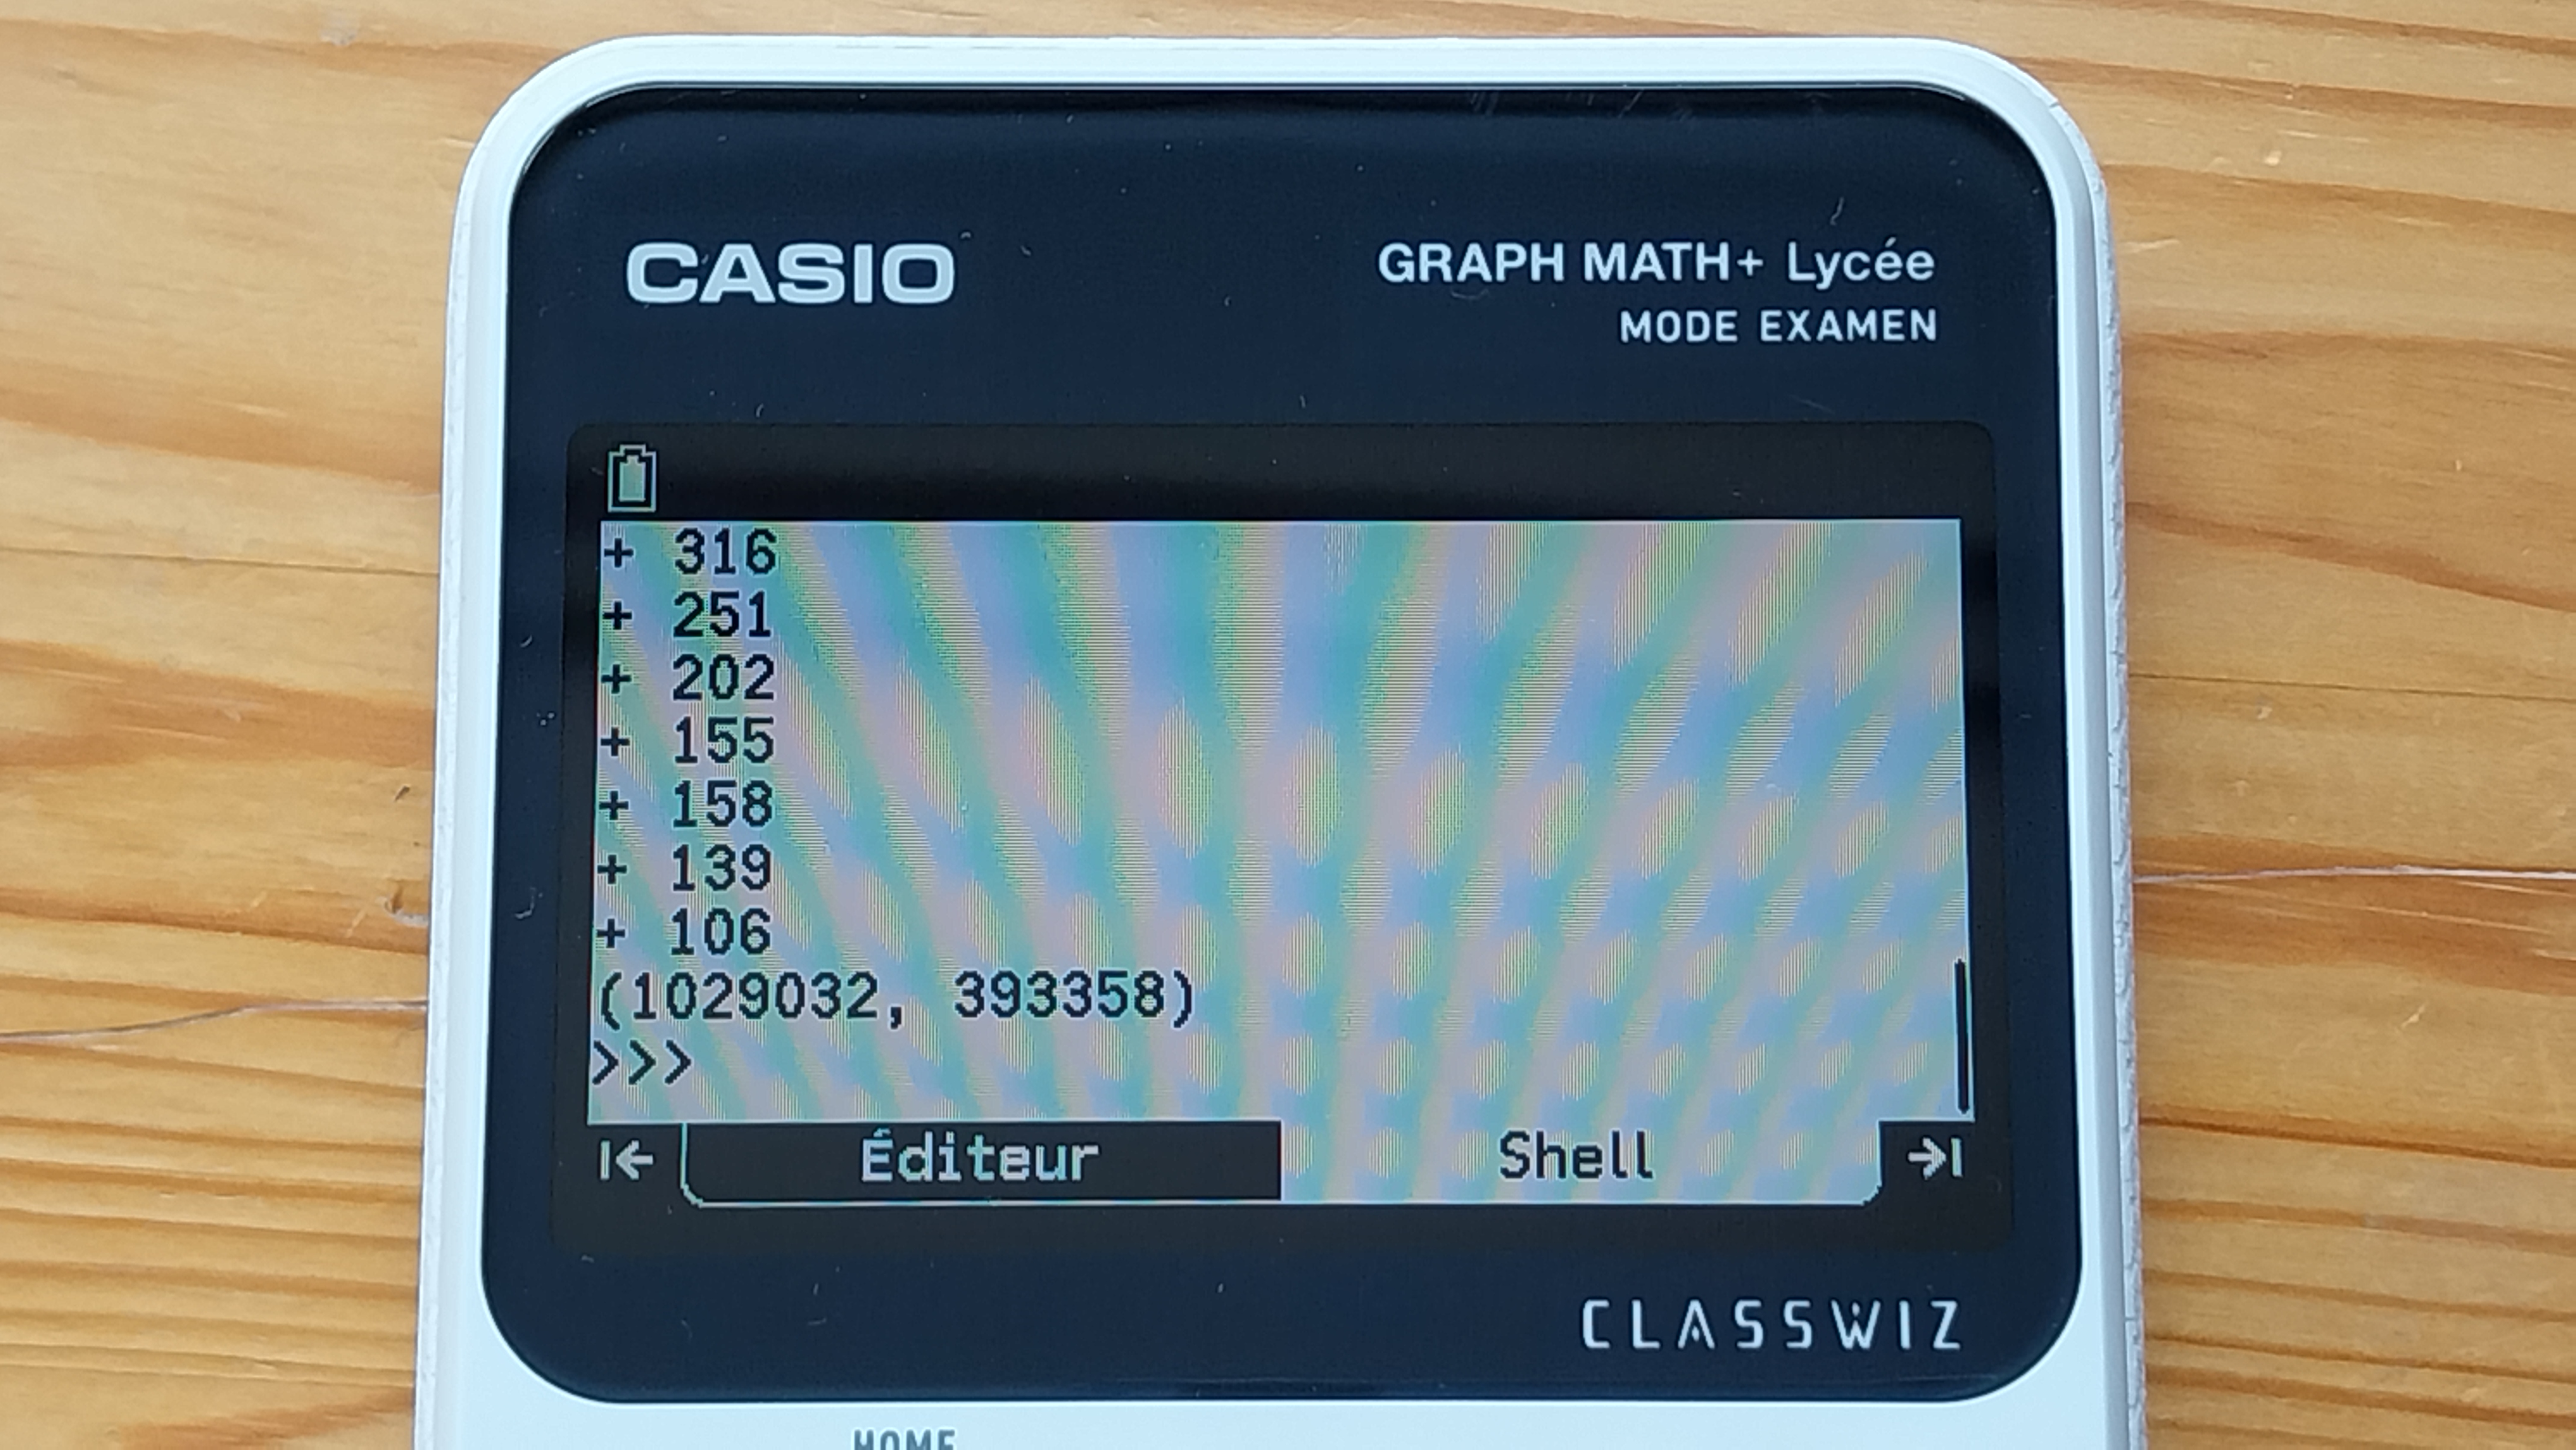 CASIO
GRAPH MATH+ Lycée
MODE EXAMEN
+ 316
+ 251
+ 202
+ 155
+ 158
+ 139
+ 106
(1029032, 393358)
>>>
Éditeur
Shell
CLASSWIZ
HOME